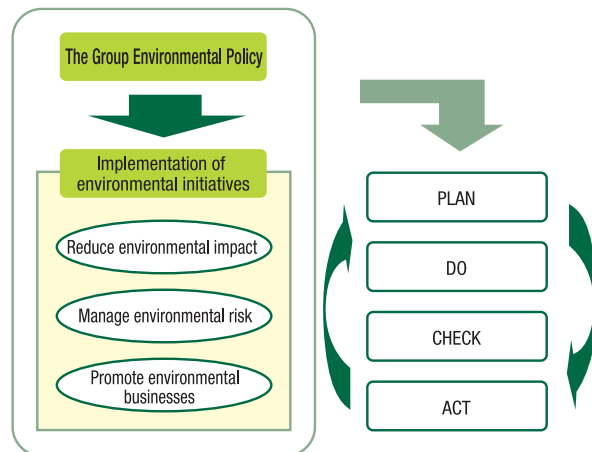 The Group Environmental Policy
Implementation of
environmental initiatives
Reduce environmental impact
Manage environmental risk
Promote environmental
businesses
PLAN
DO
CHECK
ACT